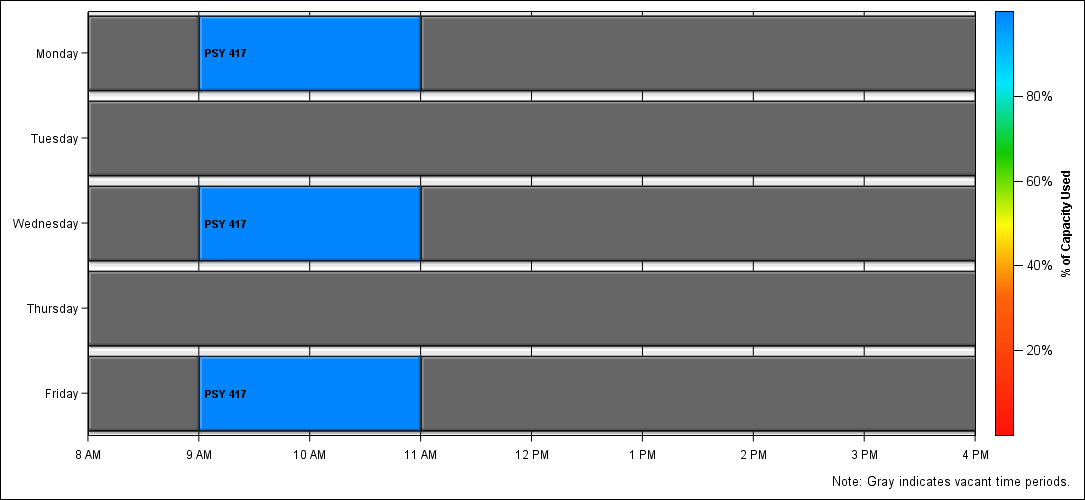 Monday
PSY 417
Tuesday
Wednesday
PSY 417
Thursday
Friday
PSY 417
8 AM 9 AM 10 AM 11 AM 12 PM 1 PM 2 PM 3 PM 4 PM
80%
60%
40%
20%
% of Capacity Used
Note: Gray indicates vacant time periods.